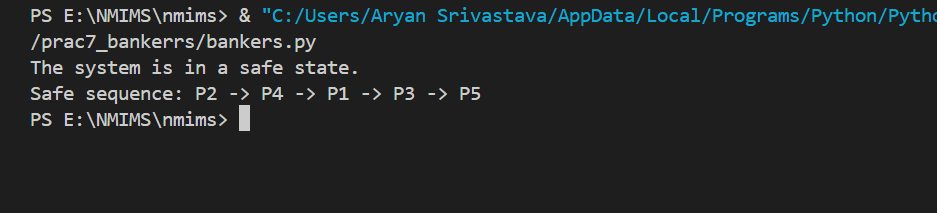 PS E:\NMIMS\nmims> & "C:/Users/Aryan Srivastava/AppData/Local/Programs/Python/Pytho
/prac7_bankerrs/bankers.py
The system is in a safe state.
Safe sequence: P2 -> P4 -> P1 -> P3 -> P5
PS E:\NMIMS\nmims>